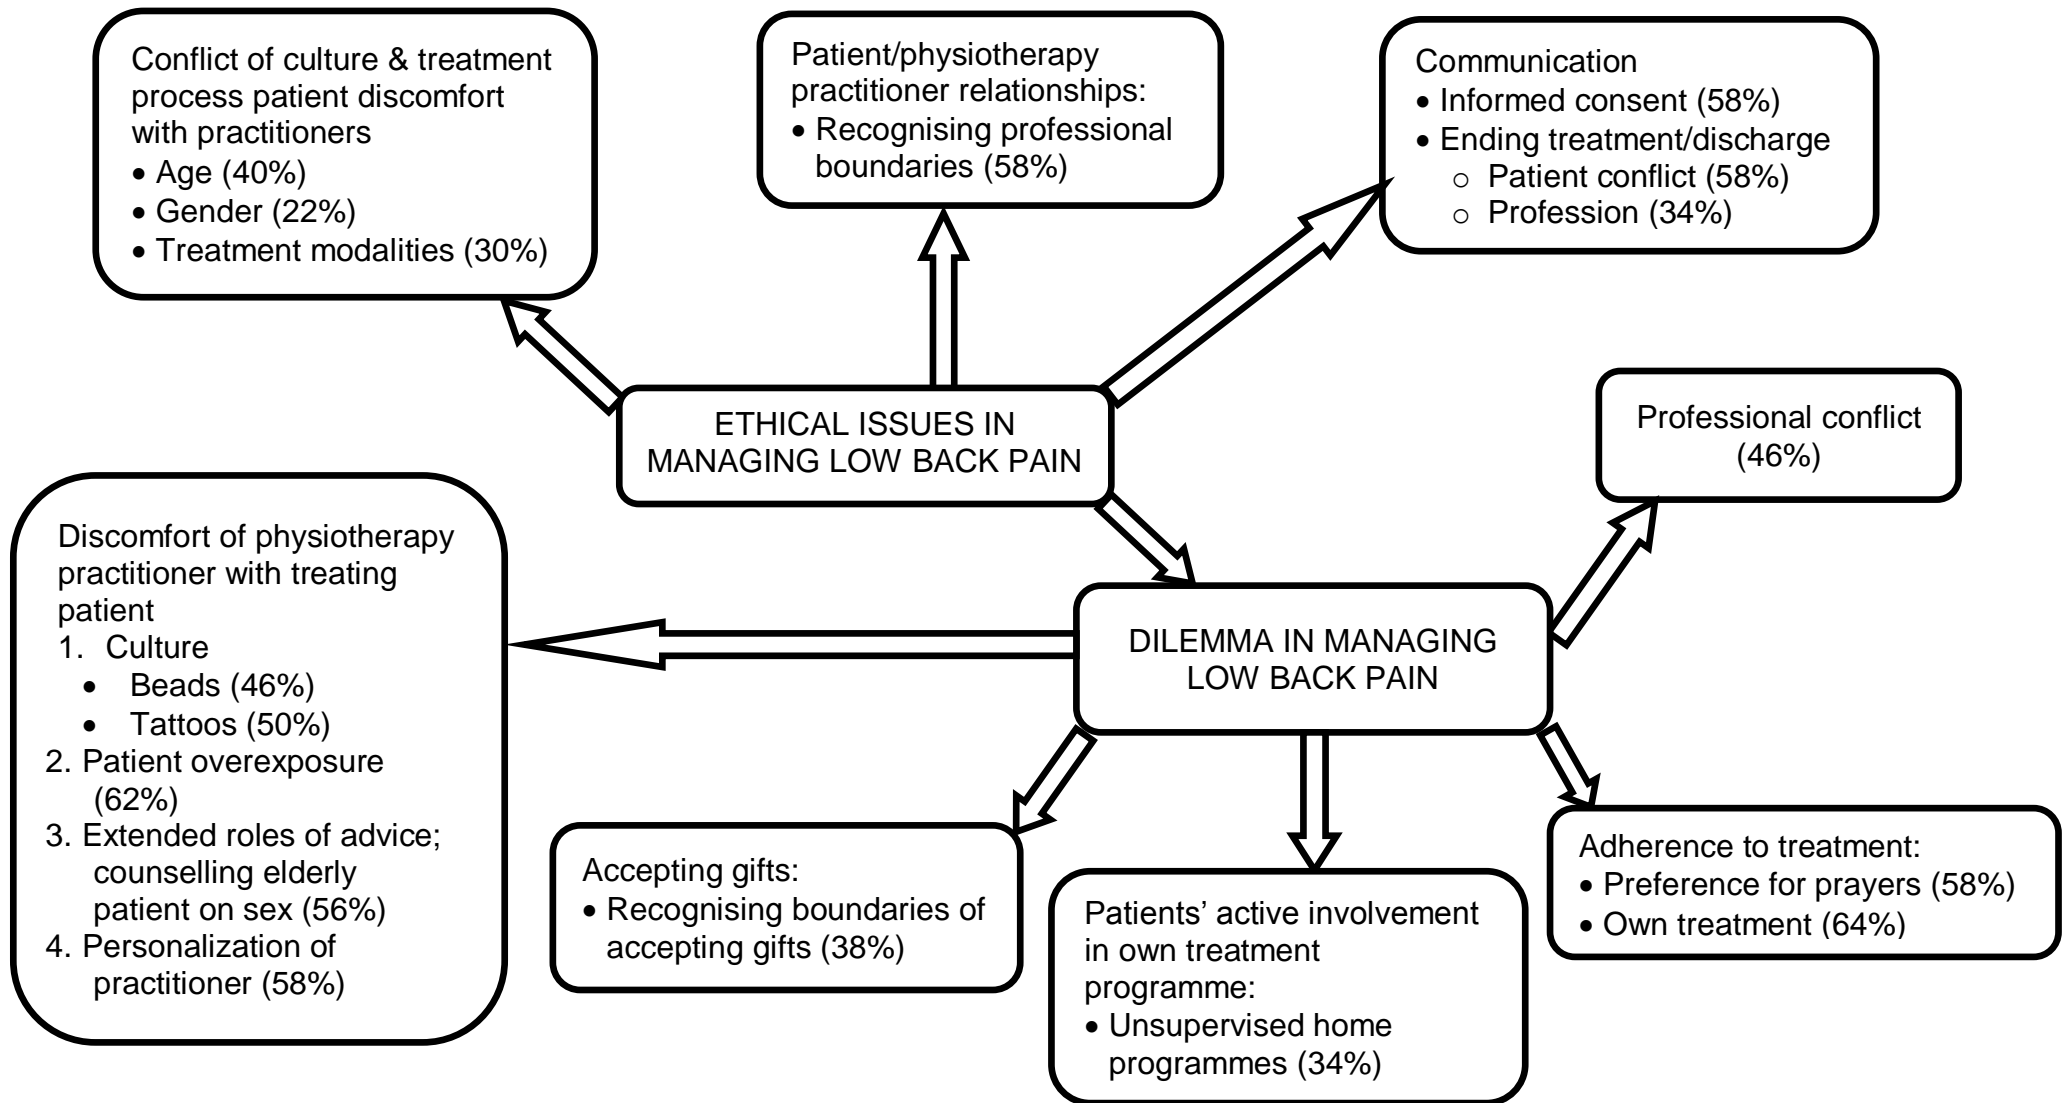 Conflict of culture & treatment
process patient discomfort
with practitioners
• Age (40%)
• Gender (22%)
• Treatment modalities (30%)
Patient/physiotherapy
practitioner relationships:
• Recognising professional
boundaries (58%)
Communication
• Informed consent (58%)
• Ending treatment/discharge
o Patient conflict (58%)
o Profession (34%)
ETHICAL ISSUES IN
MANAGING LOW BACK PAIN
Professional conflict
(46%)
Discomfort of physiotherapy
practitioner with treating
patient
1. Culture
• Beads (46%)
• Tattoos (50%)
2. Patient overexposure
(62%)
3. Extended roles of advice;
counselling elderly
patient on sex (56%)
4. Personalization of
practitioner (58%)
DILEMMA IN MANAGING
LOW BACK PAIN
Accepting gifts:
• Recognising boundaries of
accepting gifts (38%)
Patients’ active involvement
in own treatment
programme:
• Unsupervised home
programmes (34%)
Adherence to treatment:
• Preference for prayers (58%)
• Own treatment (64%)